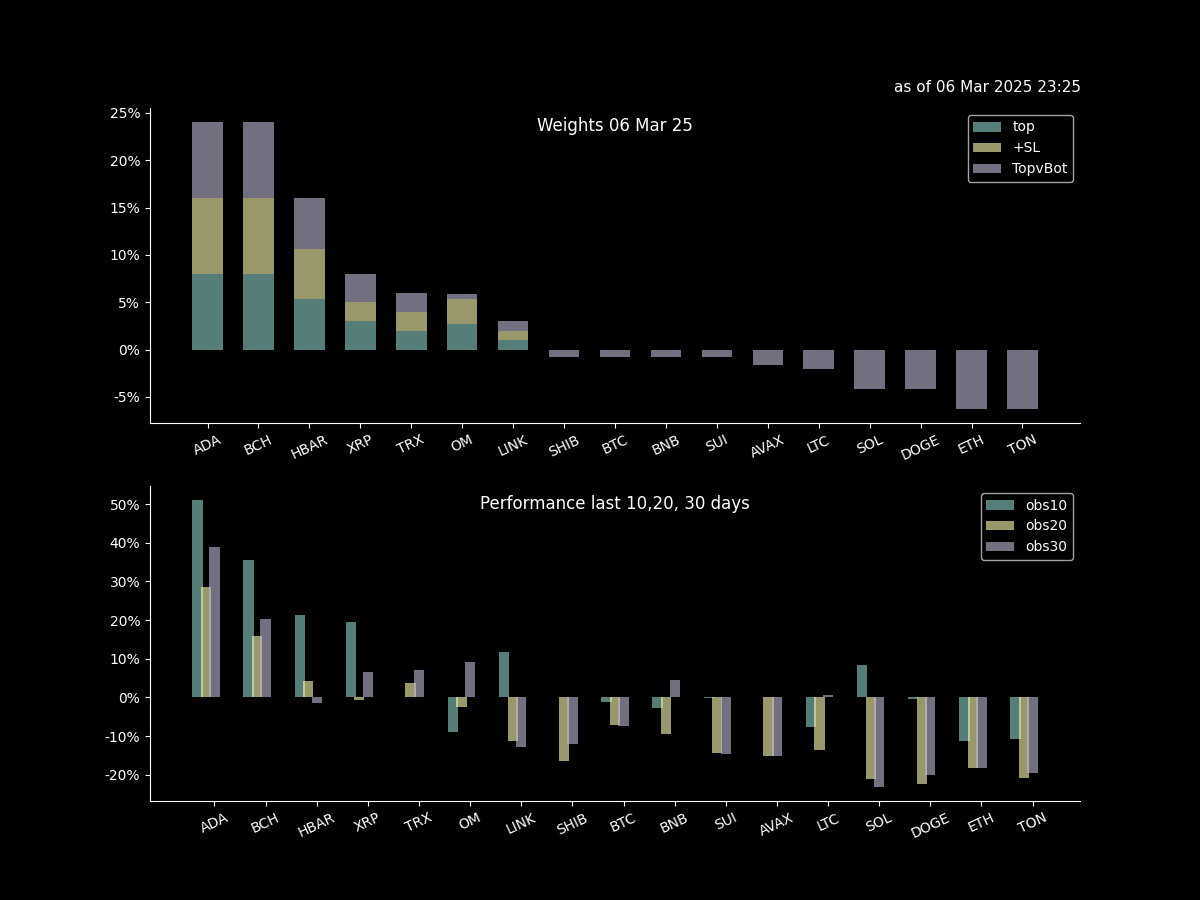 as of 06 Mar 2025 23:25
Weights 06 Mar 25
top
+SL
TopvBot
25%
20%
15%
10%
5%
0%
-5%
ADA BCH HBAR XRP TRX OM LINK SHIB BTC BNB SUI AVAX LTC SOL DOGE ETH TON
Performance last 10,20, 30 days
obs10
obs20
obs30
50%
40%
30%
20%
10%
0%
-10%
-20%
ADA BCH HBAR XRP TRX OM LINK SHIB BTC BNB SUI AVAX LTC SOL DOGE ETH TON